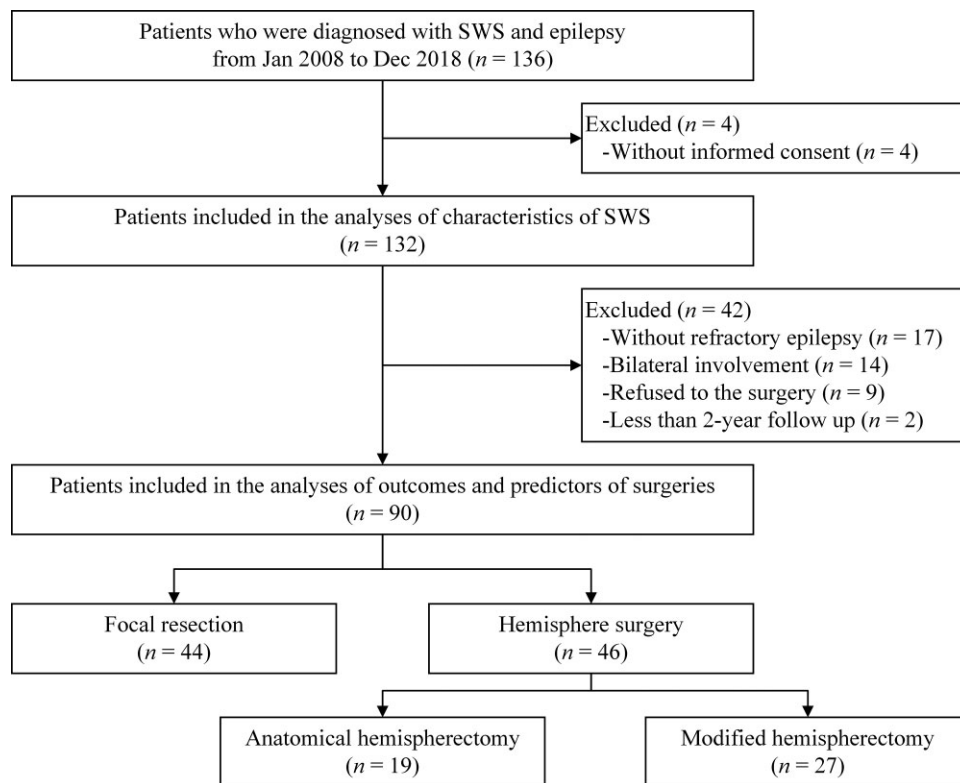 Patients who were diagnosed with SWS and epilepsy
from Jan 2008 to Dec 2018 (n = 136)
Excluded (n = 4)
-Without informed consent (n = 4)
Patients included in the analyses of characteristics of SWS
(n = 132)
Excluded (n = 42)
-Without refractory epilepsy (n = 17)
-Bilateral involvement (n = 14)
-Refused to the surgery (n = 9)
-Less than 2-year follow up (n = 2)
Patients included in the analyses of outcomes and predictors of surgeries
(n = 90)
Focal resection
(n = 44)
Hemisphere surgery
(n = 46)
Anatomical hemispherectomy
(n = 19)
Modified hemispherectomy
(n = 27)